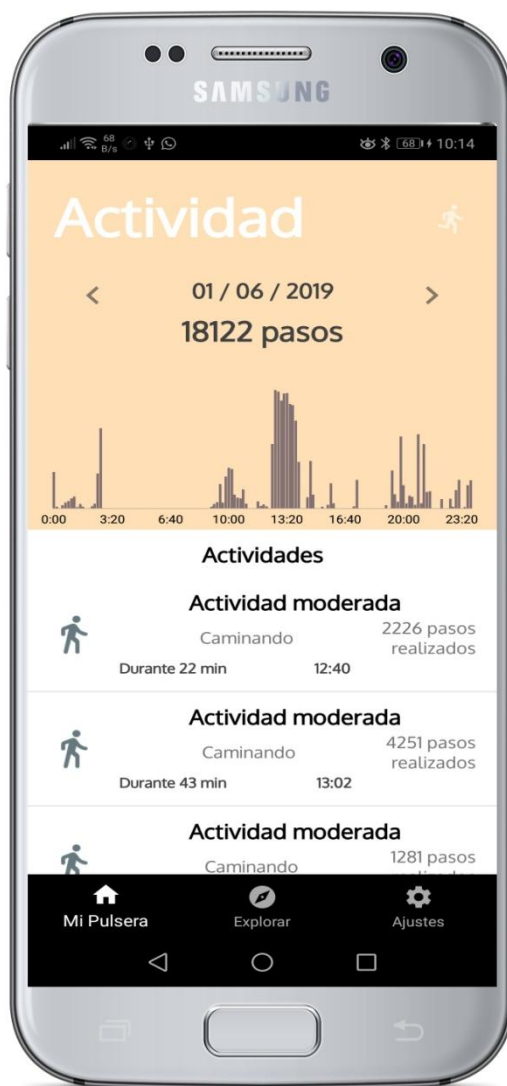 SAMSUNG
68 B/s 68 10:14
Actividad
01 / 06 / 2019
18122 pasos
0:00 3:20 6:40 10:00 13:20 16:40 20:00 23:20
Actividades
Actividad moderada
Caminando
2226 pasos
realizados
Durante 22 min 12:40
Actividad moderada
Caminando
4251 pasos
realizados
Durante 43 min 13:02
Actividad moderada
Caminando
1281 pasos
Mi Pulsera Explorar Ajustes